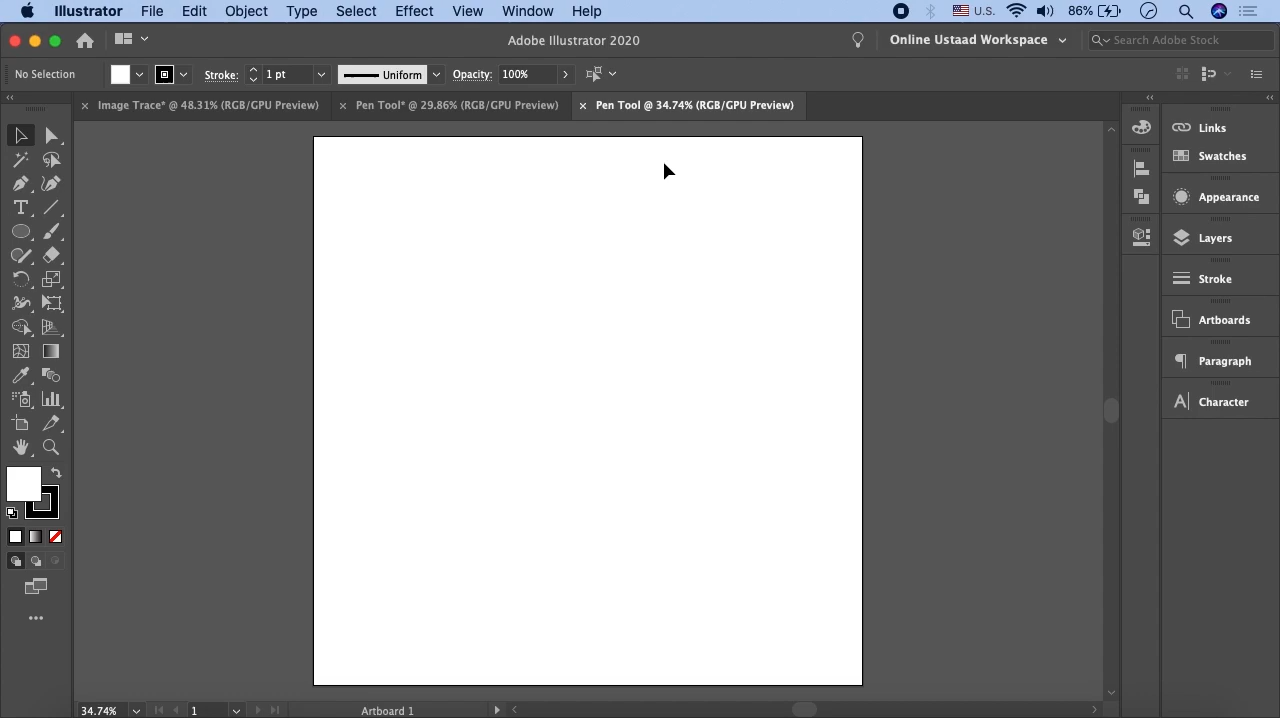 Illustrator File Edit Object Type Select Effect View Window Help U.S. 86%
Adobe Illustrator 2020 Online Ustaad Workspace Search Adobe Stock
No Selection Stroke: 1 pt Uniform Opacity: 100%
Image Trace* @ 48.31% (RGB/GPU Preview) Pen Tool* @ 29.86% (RGB/GPU Preview) Pen Tool @ 34.74% (RGB/GPU Preview)
Links
Swatches
Appearance
Layers
Stroke
Artboards
Paragraph
Character
34.74% 1 Artboard 1